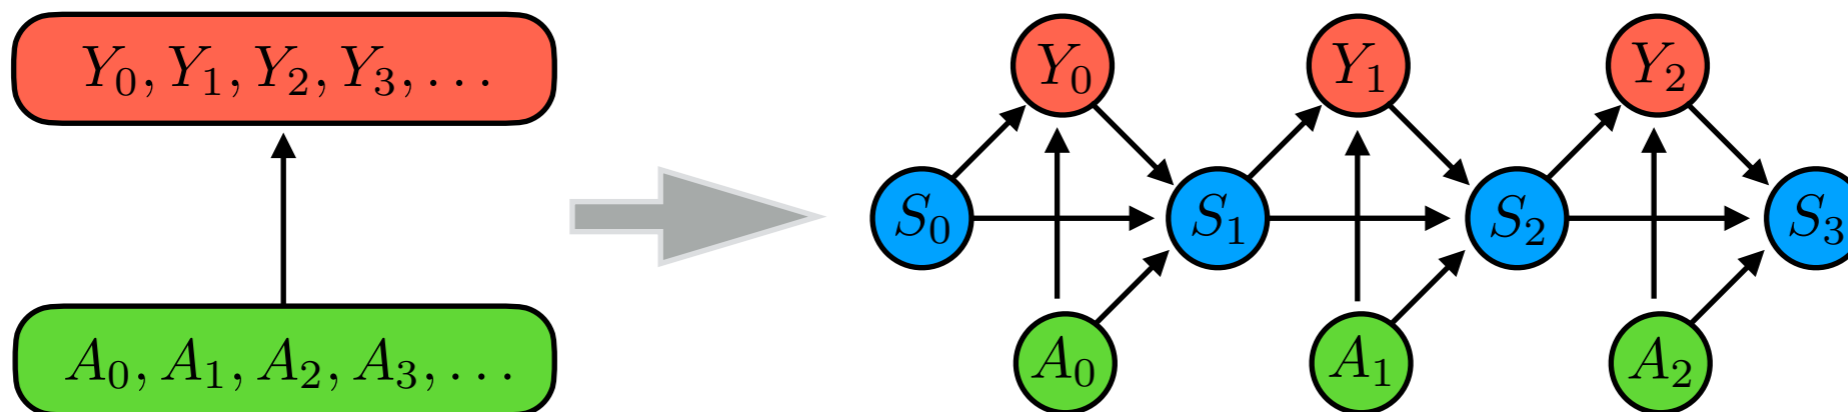 Y₀, Y₁, Y₂, Y₃, …
A₀, A₁, A₂, A₃, …
Y₀ Y₁ Y₂
S₀ S₁ S₂ S₃
A₀ A₁ A₂